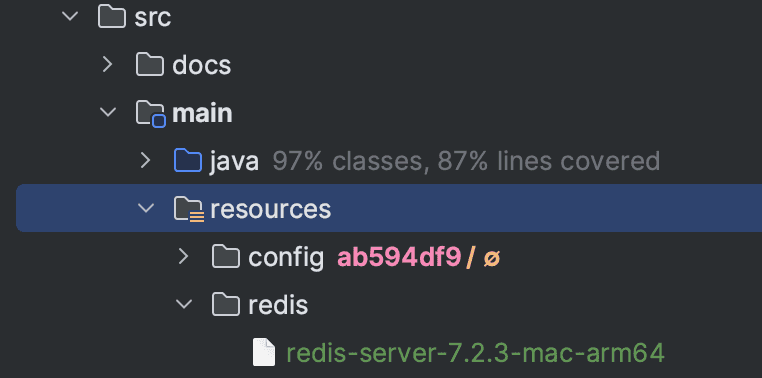 src
docs
main
java 97% classes, 87% lines covered
resources
config ab594df9 / ø
redis
redis-server-7.2.3-mac-arm64